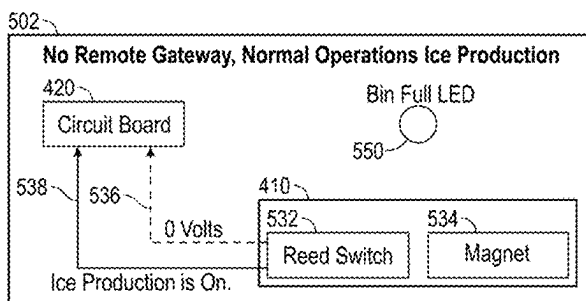 502
No Remote Gateway, Normal Operations Ice Production
420
Circuit Board
Bin Full LED
550
538
536
0 Volts
410
532
Reed Switch
534
Magnet
Ice Production is On.